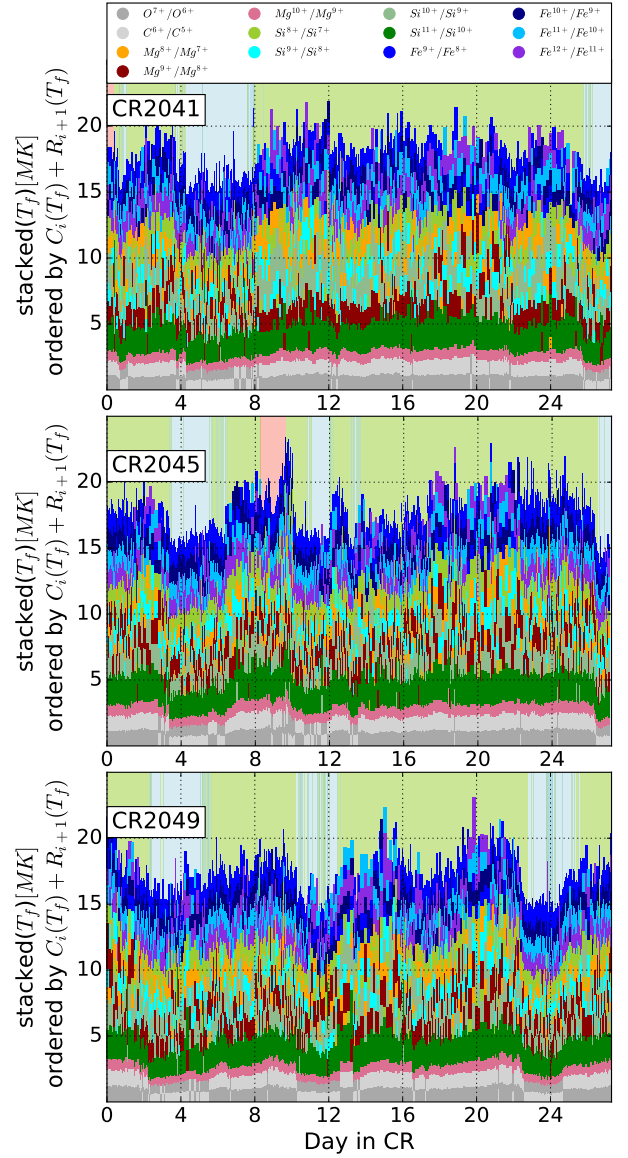 O⁷⁺/O⁶⁺ Mg¹⁰⁺/Mg⁹⁺ Si¹⁰⁺/Si⁹⁺ Fe¹⁰⁺/Fe⁹⁺
C⁶⁺/C⁵⁺ Si⁸⁺/Si⁷⁺ Si¹¹⁺/Si¹⁰⁺ Fe¹¹⁺/Fe¹⁰⁺
Mg⁸⁺/Mg⁷⁺ Si⁹⁺/Si⁸⁺ Fe⁹⁺/Fe⁸⁺ Fe¹²⁺/Fe¹¹⁺
Mg⁹⁺/Mg⁸⁺
CR2041
stacked(T_f)[MK]
ordered by C_i(T_f) + R_{i+1}(T_f)
20
15
10
5
0 4 8 12 16 20 24
CR2045
stacked(T_f)[MK]
ordered by C_i(T_f) + R_{i+1}(T_f)
20
15
10
5
0 4 8 12 16 20 24
CR2049
stacked(T_f)[MK]
ordered by C_i(T_f) + R_{i+1}(T_f)
20
15
10
5
0 4 8 12 16 20 24
Day in CR